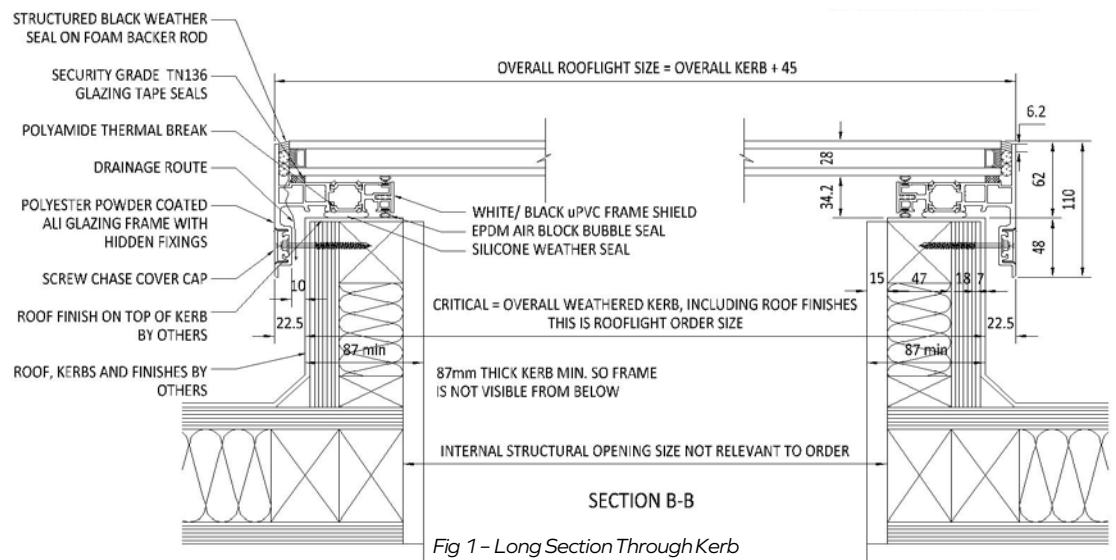 STRUCTURED BLACK WEATHER
SEAL ON FOAM BACKER ROD
SECURITY GRADE TN136
GLAZING TAPE SEALS
POLYAMIDE THERMAL BREAK
DRAINAGE ROUTE
POLYESTER POWDER COATED
ALI GLAZING FRAME WITH
HIDDEN FIXINGS
SCREW CHASE COVER CAP
ROOF FINISH ON TOP OF KERB
BY OTHERS
ROOF, KERBS AND FINISHES BY
OTHERS
OVERALL ROOFLIGHT SIZE = OVERALL KERB + 45
6.2
28
34.2
62
110
48
WHITE/ BLACK uPVC FRAME SHIELD
EPDM AIR BLOCK BUBBLE SEAL
SILICONE WEATHER SEAL
10
22.5
15
47
18
7
22.5
CRITICAL = OVERALL WEATHERED KERB, INCLUDING ROOF FINISHES
THIS IS ROOFLIGHT ORDER SIZE
87 min
87 min
87mm THICK KERB MIN. SO FRAME
IS NOT VISIBLE FROM BELOW
INTERNAL STRUCTURAL OPENING SIZE NOT RELEVANT TO ORDER
SECTION B-B
Fig 1 – Long Section Through Kerb